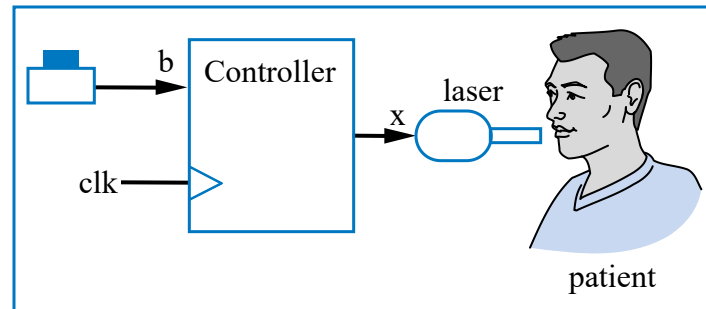 b
Controller
laser
x
clk
patient